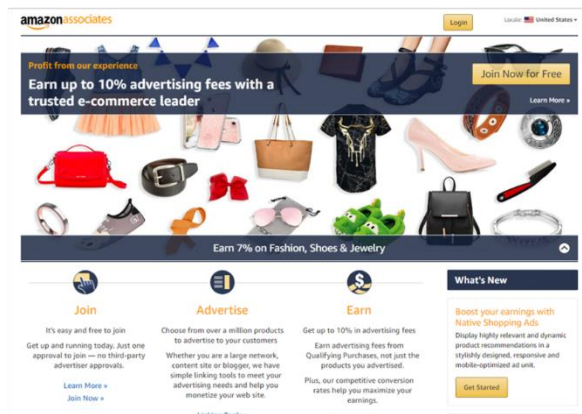 amazonassociates
Login
Locale: United States
Profit from our experience
Earn up to 10% advertising fees with a
trusted e-commerce leader
Join Now for Free
Learn More »
Earn 7% on Fashion, Shoes & Jewelry
Join
It's easy and free to join
Get up and running today. Just one
approval to join — no third-party
advertiser approvals.
Learn More »
Join Now »
Advertise
Choose from over a million products
to advertise to your customers
Whether you are a large network,
content site or blogger, we have
simple linking tools to meet your
advertising needs and help you
monetize your web site.
Earn
Get up to 10% in advertising fees
Earn advertising fees from
Qualifying Purchases, not just the
products you advertised.
Plus, our competitive conversion
rates help you maximize your
earnings.
What's New
Boost your earnings with
Native Shopping Ads
Display highly relevant and dynamic
product recommendations in a
stylishly designed, responsive and
mobile-optimized ad unit.
Get Started